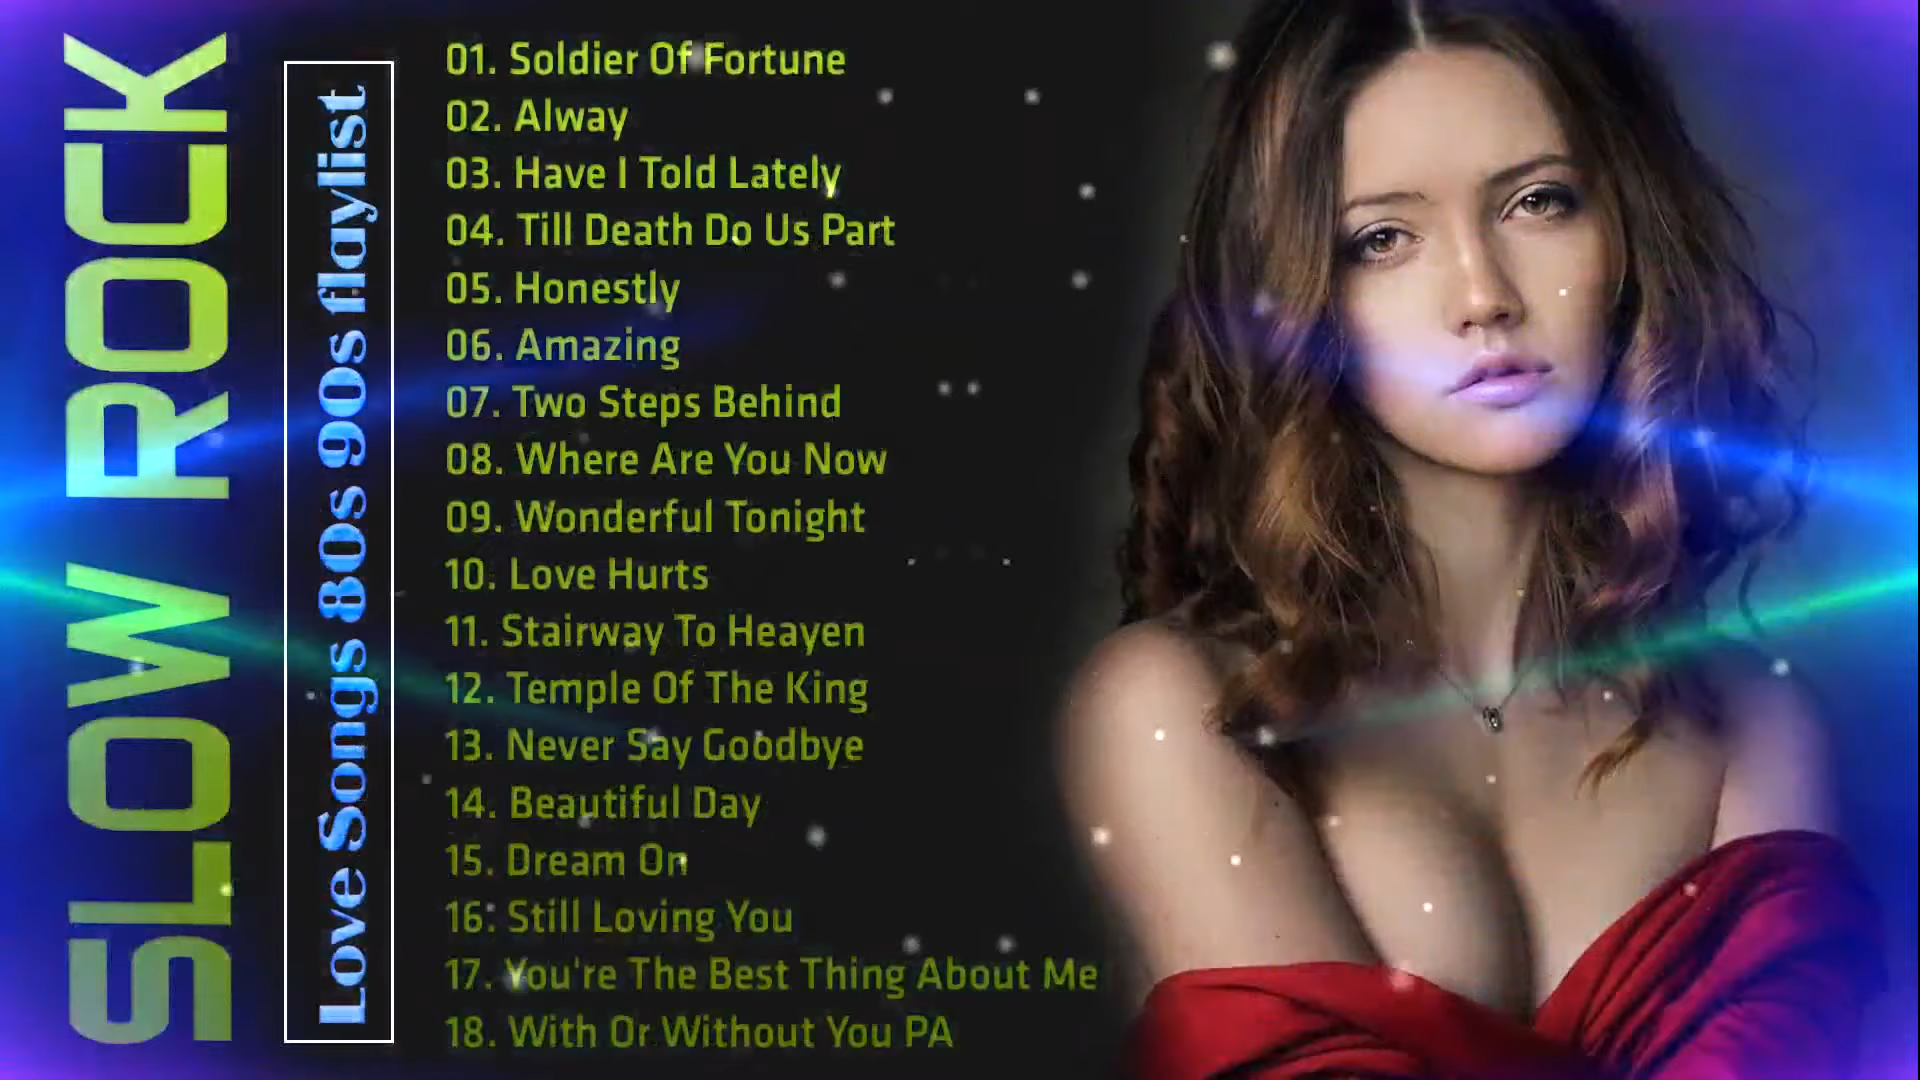 SLOW ROCK
Love Songs 80s 90s flaylist
01. Soldier Of Fortune
02. Alway
03. Have I Told Lately
04. Till Death Do Us Part
05. Honestly
06. Amazing
07. Two Steps Behind
08. Where Are You Now
09. Wonderful Tonight
10. Love Hurts
11. Stairway To Heayen
12. Temple Of The King
13. Never Say Goodbye
14. Beautiful Day
15. Dream On
16. Still Loving You
17. You're The Best Thing About Me
18. With Or Without You PA